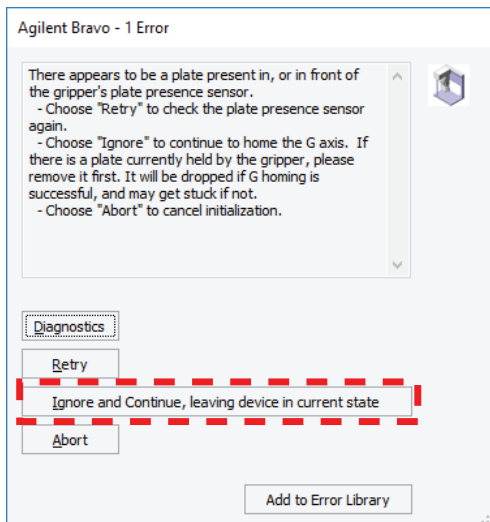 Agilent Bravo - 1 Error
There appears to be a plate present in, or in front of
the gripper's plate presence sensor.
- Choose "Retry" to check the plate presence sensor
again.
- Choose "Ignore" to continue to home the G axis.  If
there is a plate currently held by the gripper, please
remove it first. It will be dropped if G homing is
successful, and may get stuck if not.
- Choose "Abort" to cancel initialization.
Diagnostics
Retry
Ignore and Continue, leaving device in current state
Abort
Add to Error Library